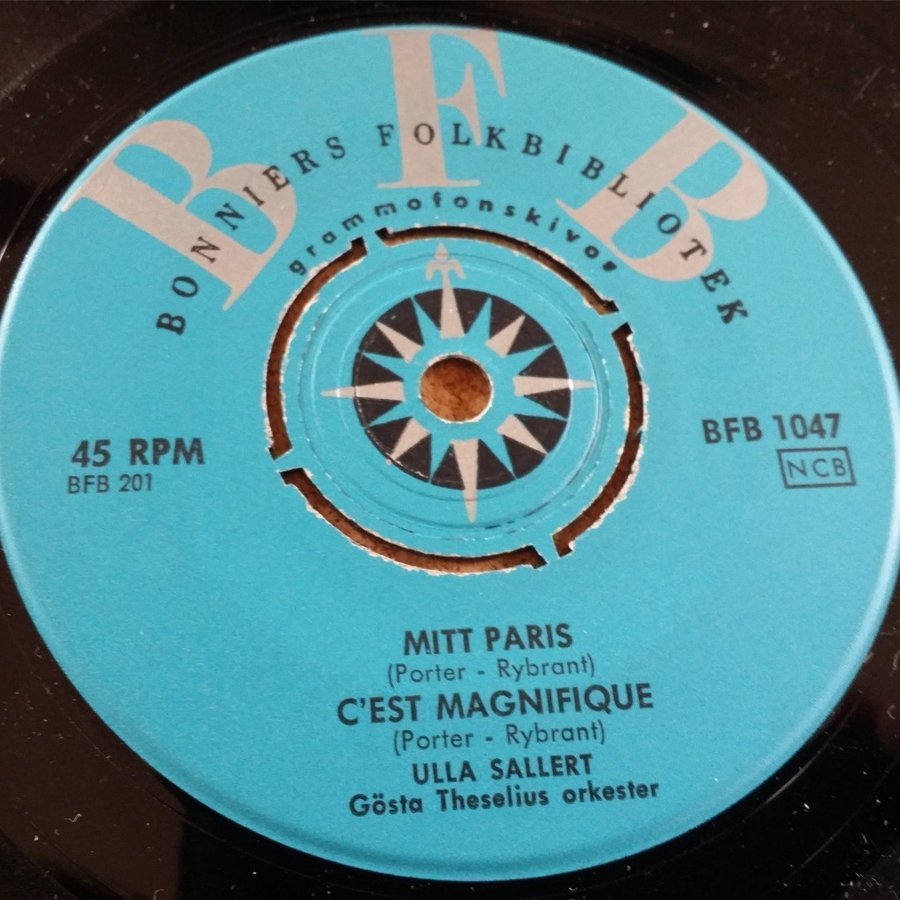 BFB
BONNIERS FOLKBIBLIOTEK
grammofonskivor
45 RPM
BFB 201
BFB 1047
NCB
MITT PARIS
(Porter - Rybrant)
C'EST MAGNIFIQUE
(Porter - Rybrant)
ULLA SALLERT
Gösta Theselius orkester